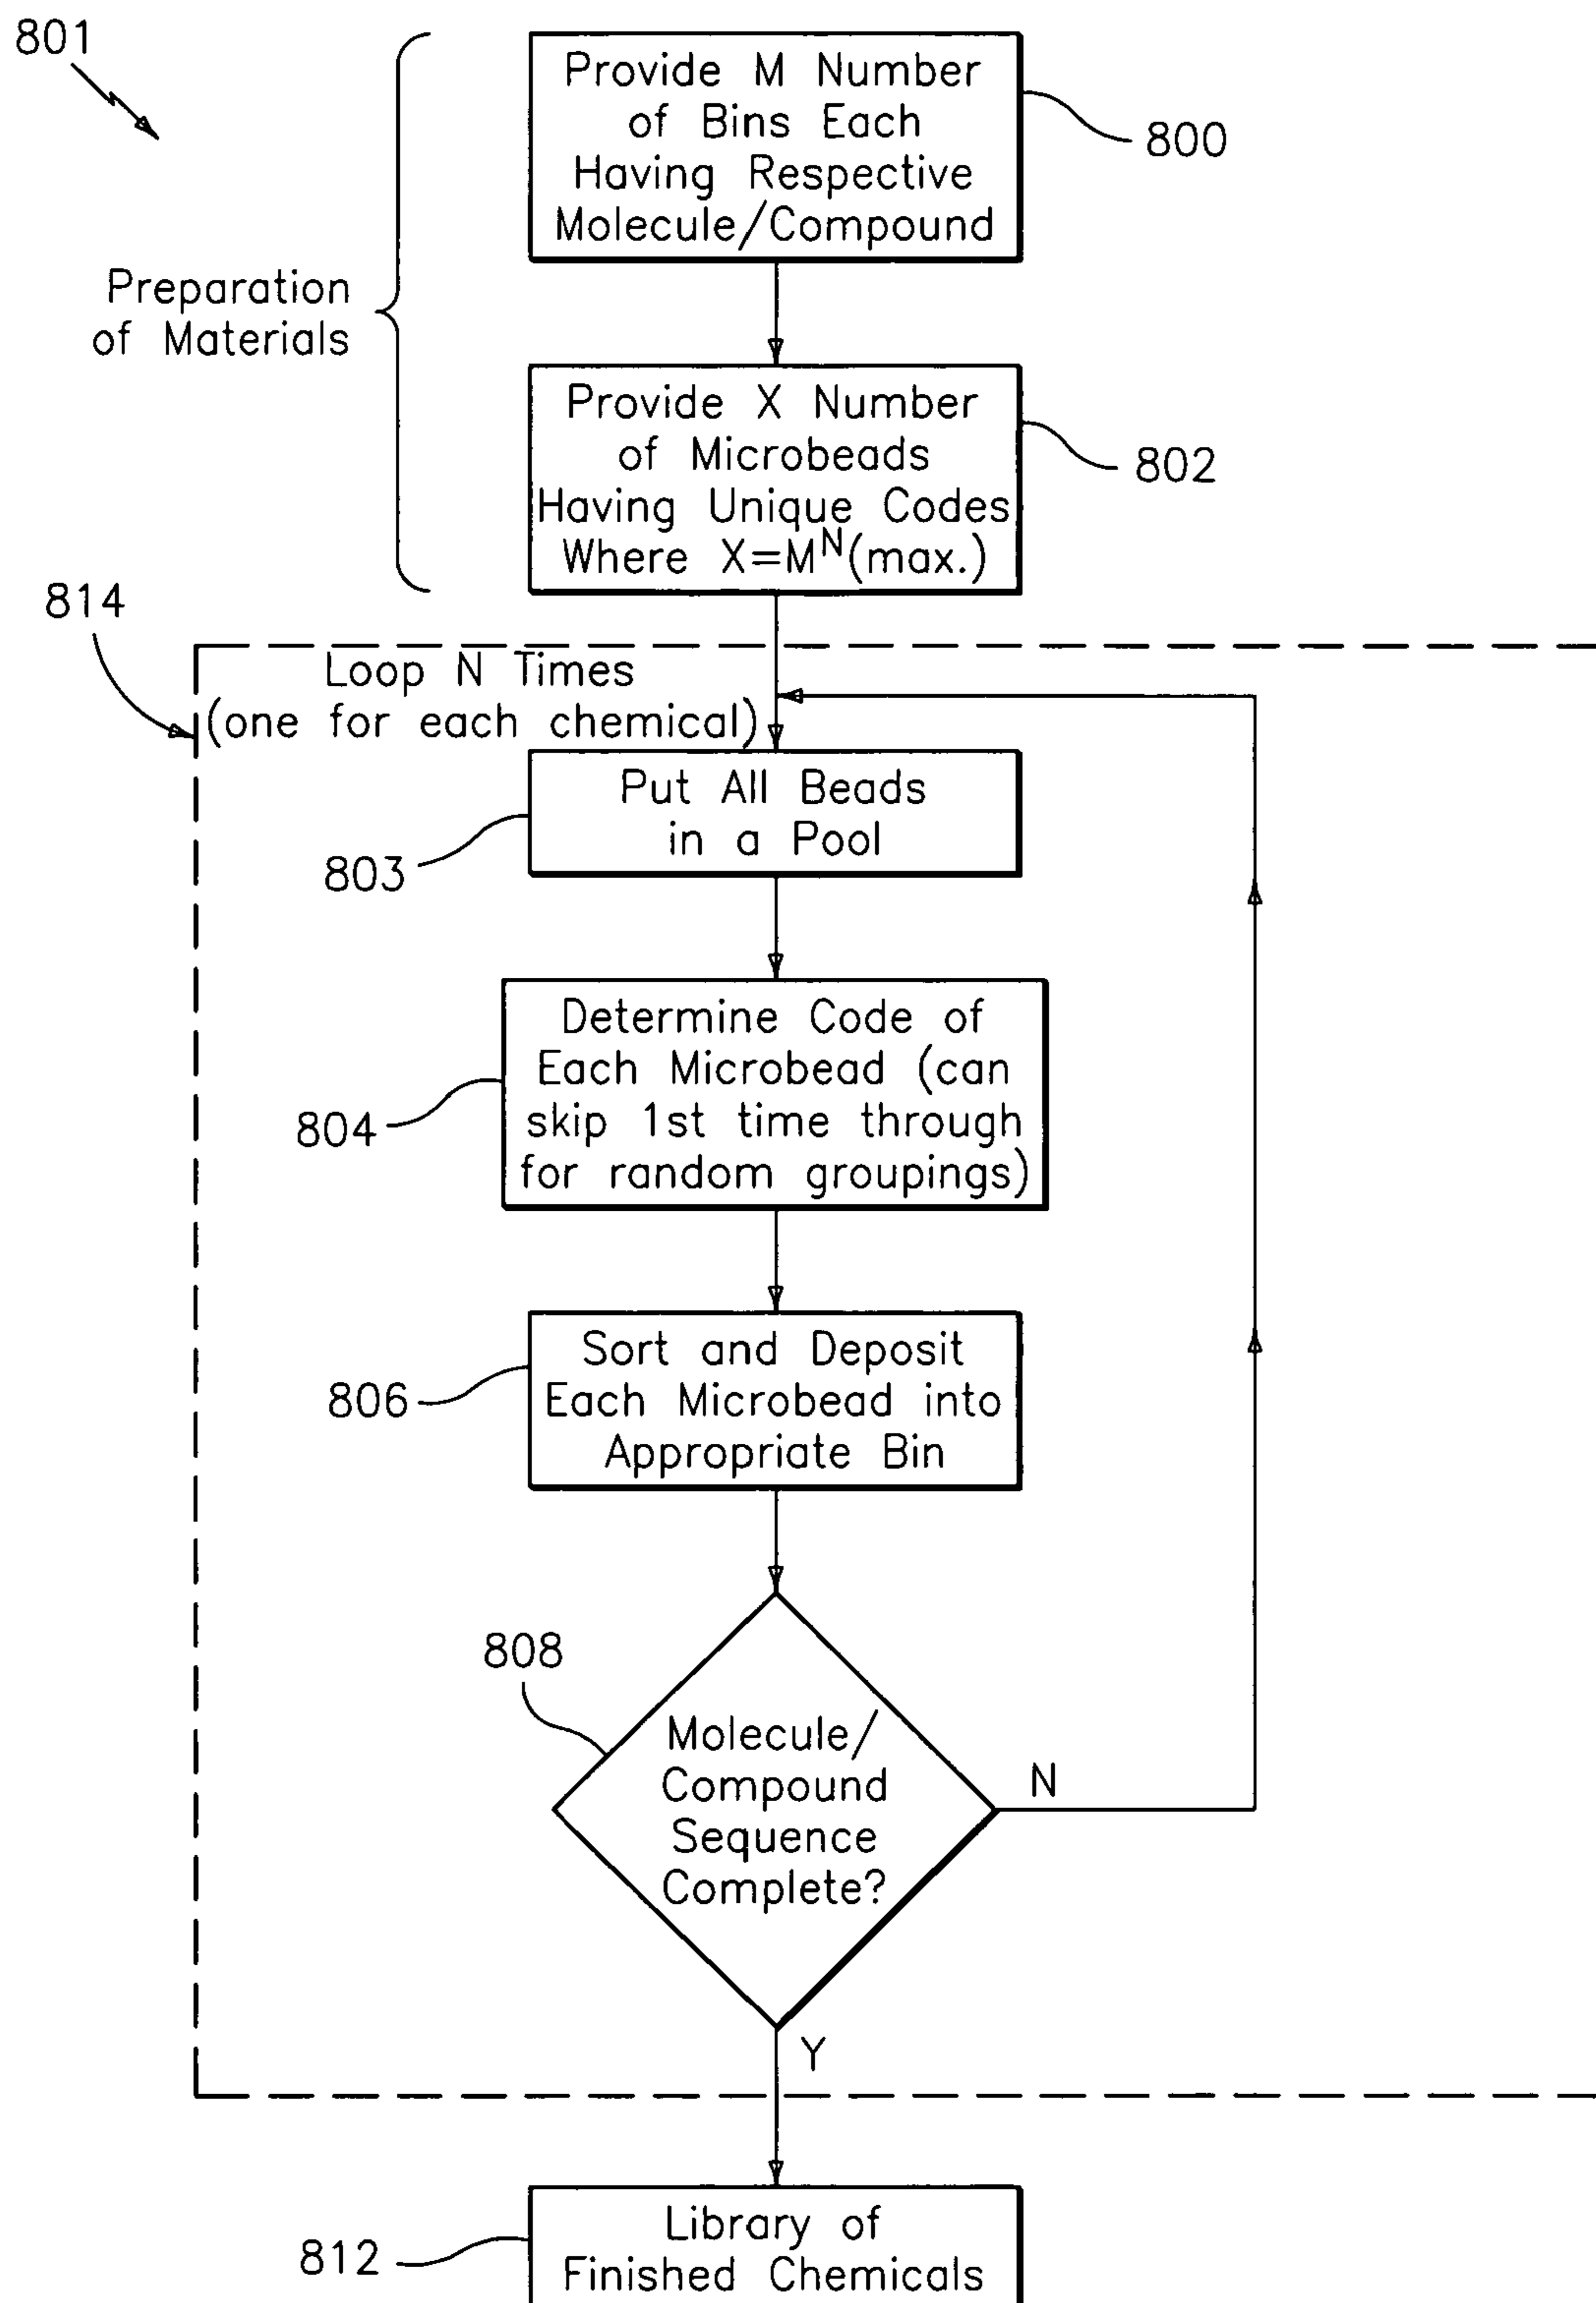 801
Provide M Number
of Bins Each
Having Respective
Molecule/Compound
800
Preparation
of Materials
Provide X Number
of Microbeads
Having Unique Codes
Where X=M^N(max.)
802
814
Loop N Times
(one for each chemical)
Put All Beads
in a Pool
803
Determine Code of
Each Microbead (can
skip 1st time through
for random groupings)
804
Sort and Deposit
Each Microbead into
Appropriate Bin
806
808
Molecule/
Compound
Sequence
Complete?
N
Y
Library of
Finished Chemicals
812